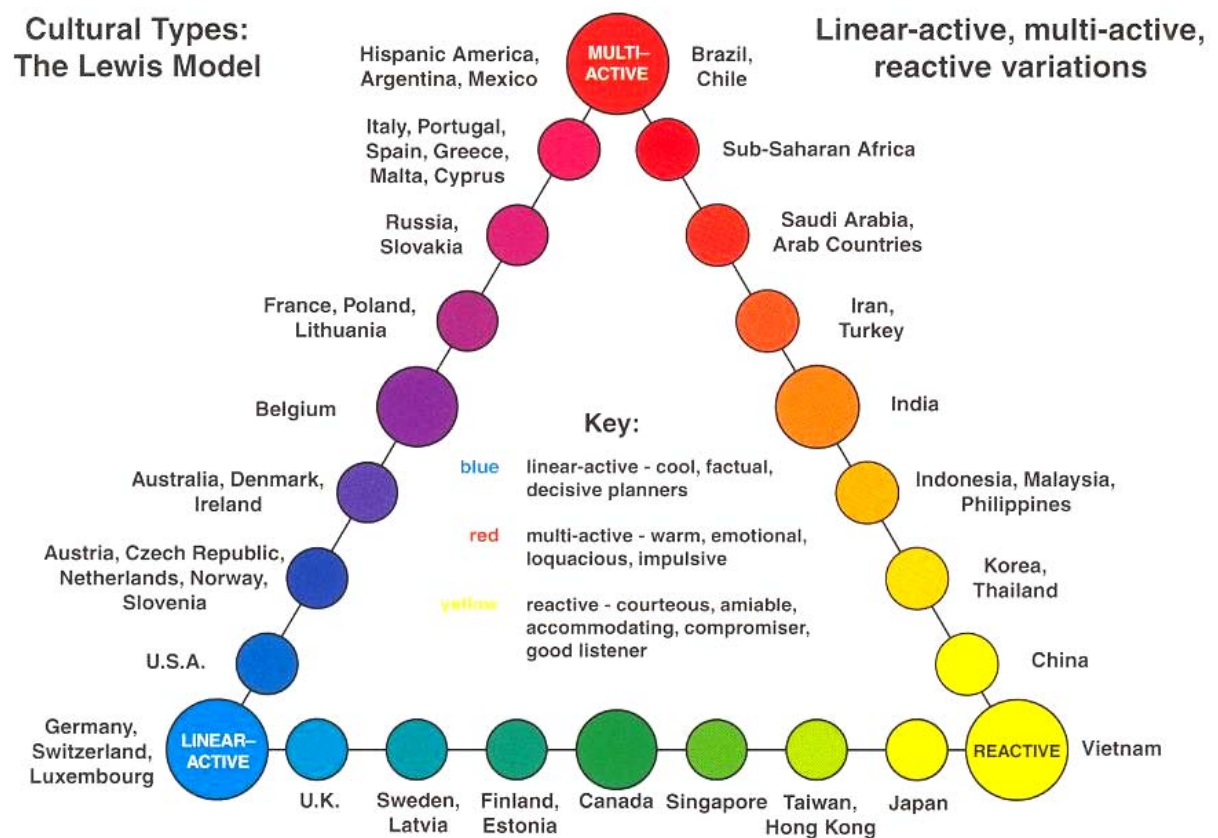 Cultural Types:
The Lewis Model
Linear-active, multi-active,
reactive variations
Hispanic America,
Argentina, Mexico
MULTI–
ACTIVE
Brazil,
Chile
Italy, Portugal,
Spain, Greece,
Malta, Cyprus
Sub-Saharan Africa
Russia,
Slovakia
Saudi Arabia,
Arab Countries
France, Poland,
Lithuania
Iran,
Turkey
Belgium
India
Key:
blue
linear-active - cool, factual,
decisive planners
red
multi-active - warm, emotional,
loquacious, impulsive
yellow
reactive - courteous, amiable,
accommodating, compromiser,
good listener
Australia, Denmark,
Ireland
Indonesia, Malaysia,
Philippines
Austria, Czech Republic,
Netherlands, Norway,
Slovenia
Korea,
Thailand
U.S.A.
China
Germany,
Switzerland,
Luxembourg
LINEAR–
ACTIVE
REACTIVE
Vietnam
U.K.
Sweden,
Latvia
Finland,
Estonia
Canada
Singapore
Taiwan,
Hong Kong
Japan